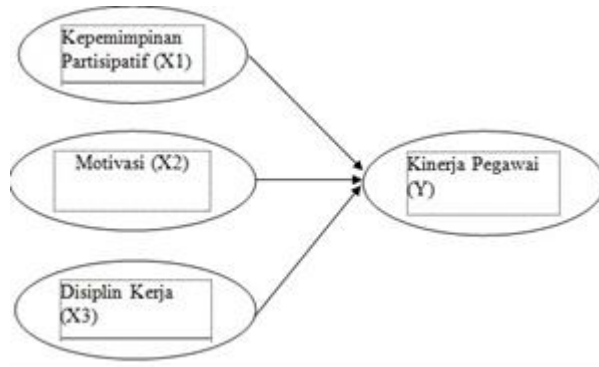 Kepemimpinan
Partisipatif (X1)
Motivasi (X2)
Kinerja Pegawai
(Y)
Disiplin Kerja
(X3)